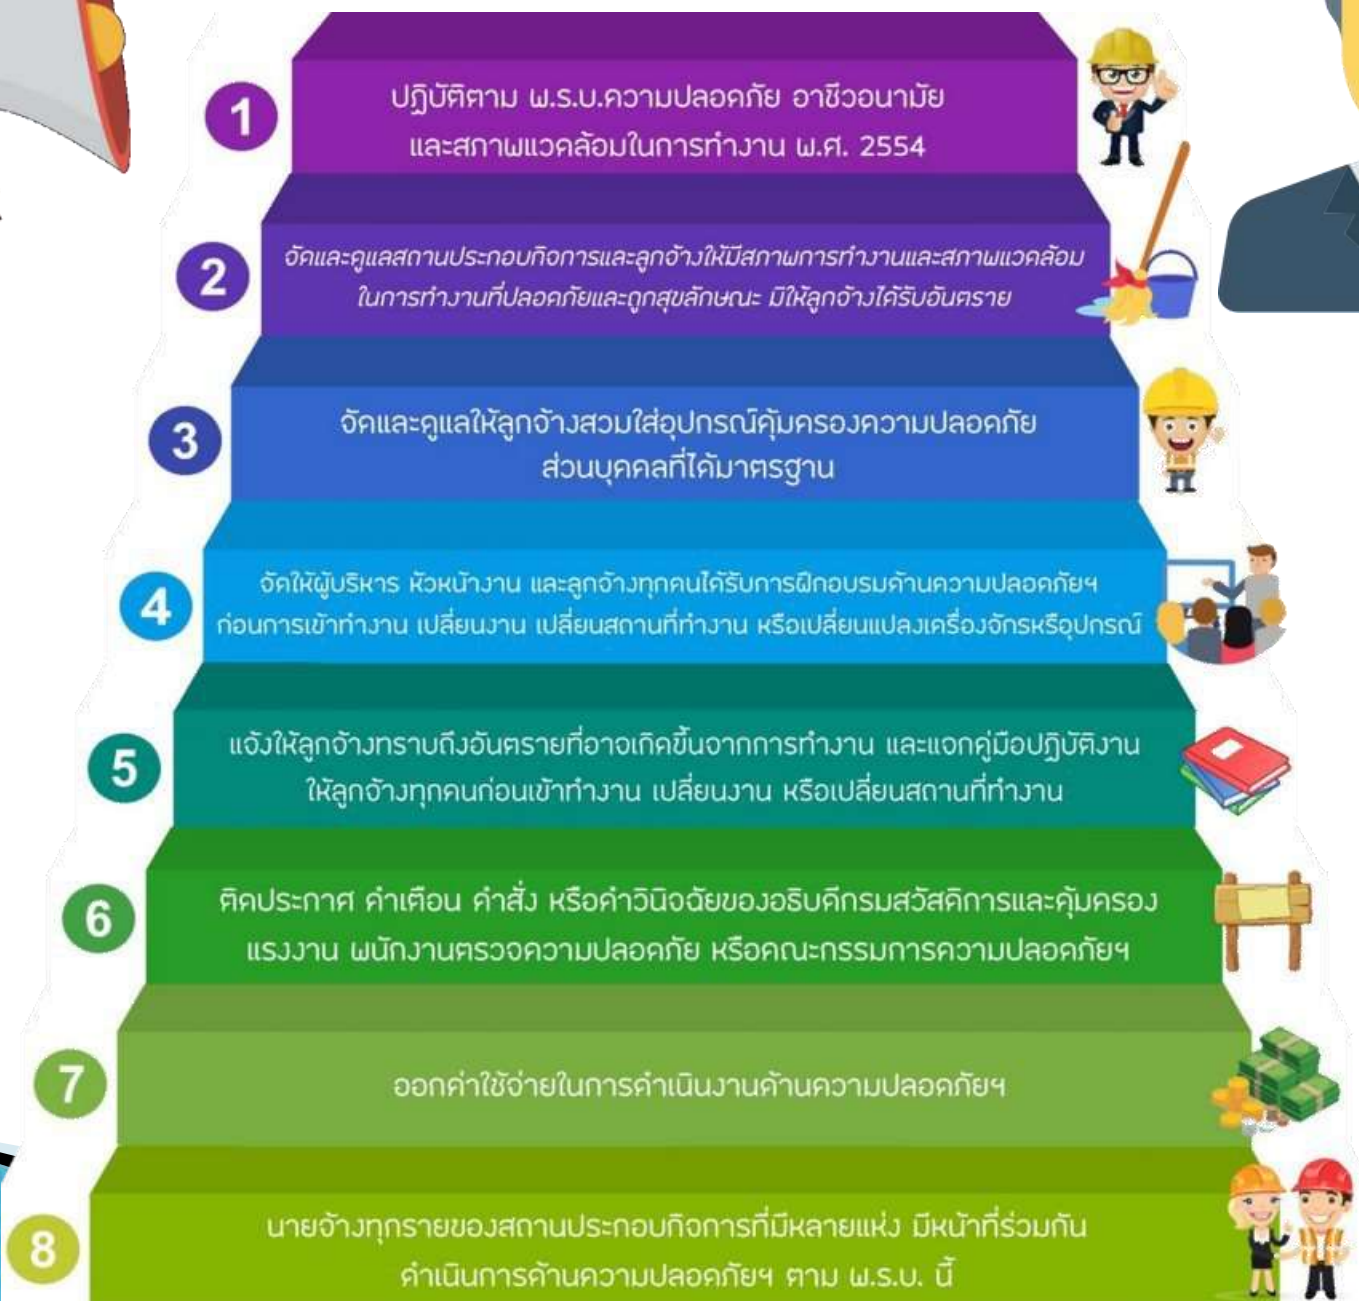 1
ปฏิบัติตาม พ.ร.บ.ความปลอดภัย อาชีวอนามัย
และสภาพแวดล้อมในการทำงาน พ.ศ. 2554
2
จัดและดูแลสถานประกอบกิจการและลูกจ้างให้มีสภาพการทำงานและสภาพแวดล้อม
ในการทำงานที่ปลอดภัยและถูกสุขลักษณะ มิให้ลูกจ้างได้รับอันตราย
3
จัดและดูแลให้ลูกจ้างสวมใส่อุปกรณ์คุ้มครองความปลอดภัย
ส่วนบุคคลที่ได้มาตรฐาน
4
จัดให้ผู้บริหาร หัวหน้างาน และลูกจ้างทุกคนได้รับการฝึกอบรมด้านความปลอดภัยฯ
ก่อนการเข้าทำงาน เปลี่ยนงาน เปลี่ยนสถานที่ทำงาน หรือเปลี่ยนแปลงเครื่องจักรหรืออุปกรณ์
5
แจ้งให้ลูกจ้างทราบถึงอันตรายที่อาจเกิดขึ้นจากการทำงาน และแจกคู่มือปฏิบัติงาน
ให้ลูกจ้างทุกคนก่อนเข้าทำงาน เปลี่ยนงาน หรือเปลี่ยนสถานที่ทำงาน
6
ติดประกาศ คำเตือน คำสั่ง หรือคำวินิจฉัยของอธิบดีกรมสวัสดิการและคุ้มครอง
แรงงาน พนักงานตรวจความปลอดภัย หรือคณะกรรมการความปลอดภัยฯ
7
ออกค่าใช้จ่ายในการดำเนินงานด้านความปลอดภัยฯ
8
นายจ้างทุกรายของสถานประกอบกิจการที่มีหลายแห่ง มีหน้าที่ร่วมกัน
ดำเนินการด้านความปลอดภัยฯ ตาม พ.ร.บ. นี้